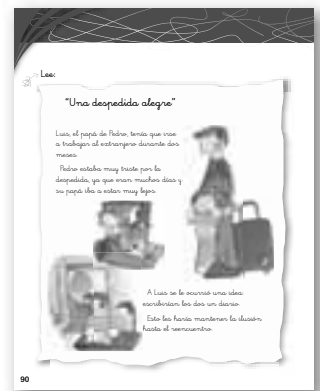 Lee:
"Una despedida alegre"
Luis, el papá de Pedro, tenía que irse
a trabajar al extranjero durante dos
meses.
Pedro estaba muy triste por la
despedida, ya que eran muchos días y
su papá iba a estar muy lejos.
A Luis se le ocurrió una idea:
escribirían los dos un diario.
Esto les haría mantener la ilusión
hasta el reencuentro.
90